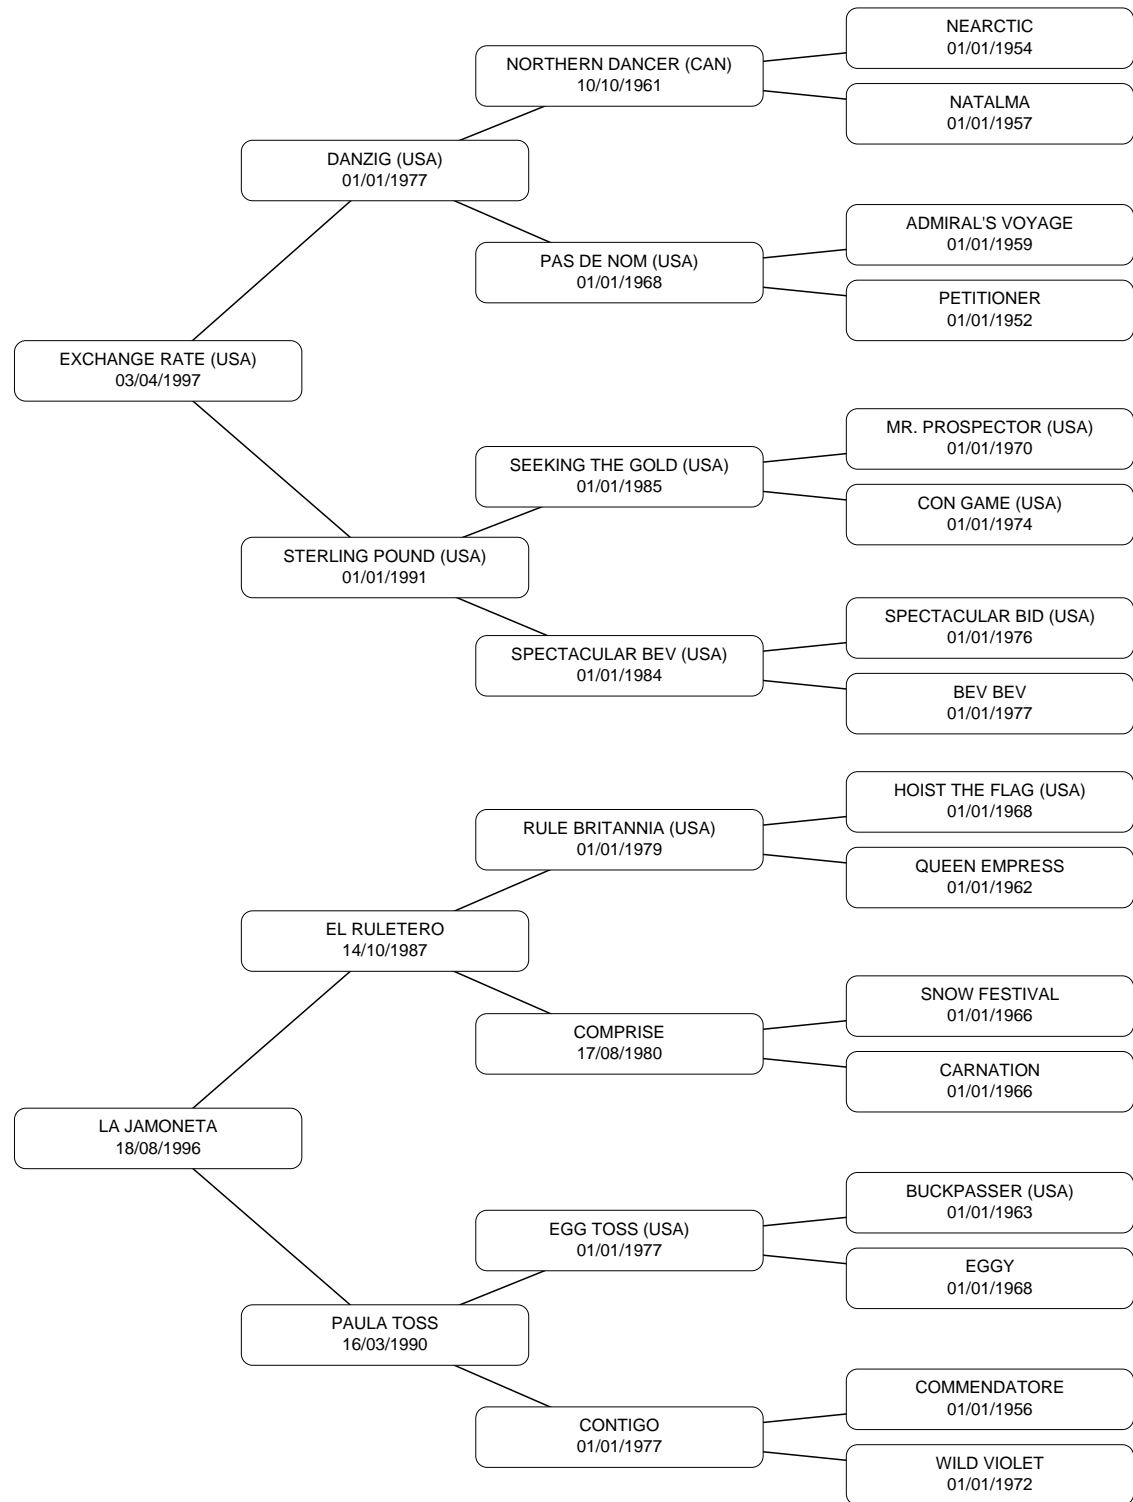 NEARCTIC
01/01/1954
NORTHERN DANCER (CAN)
10/10/1961
NATALMA
01/01/1957
DANZIG (USA)
01/01/1977
ADMIRAL'S VOYAGE
01/01/1959
PAS DE NOM (USA)
01/01/1968
PETITIONER
01/01/1952
EXCHANGE RATE (USA)
03/04/1997
MR. PROSPECTOR (USA)
01/01/1970
SEEKING THE GOLD (USA)
01/01/1985
CON GAME (USA)
01/01/1974
STERLING POUND (USA)
01/01/1991
SPECTACULAR BID (USA)
01/01/1976
SPECTACULAR BEV (USA)
01/01/1984
BEV BEV
01/01/1977
HOIST THE FLAG (USA)
01/01/1968
RULE BRITANNIA (USA)
01/01/1979
QUEEN EMPRESS
01/01/1962
EL RULETERO
14/10/1987
SNOW FESTIVAL
01/01/1966
COMPRISE
17/08/1980
CARNATION
01/01/1966
LA JAMONETA
18/08/1996
BUCKPASSER (USA)
01/01/1963
EGG TOSS (USA)
01/01/1977
EGGY
01/01/1968
PAULA TOSS
16/03/1990
COMMENDATORE
01/01/1956
CONTIGO
01/01/1977
WILD VIOLET
01/01/1972